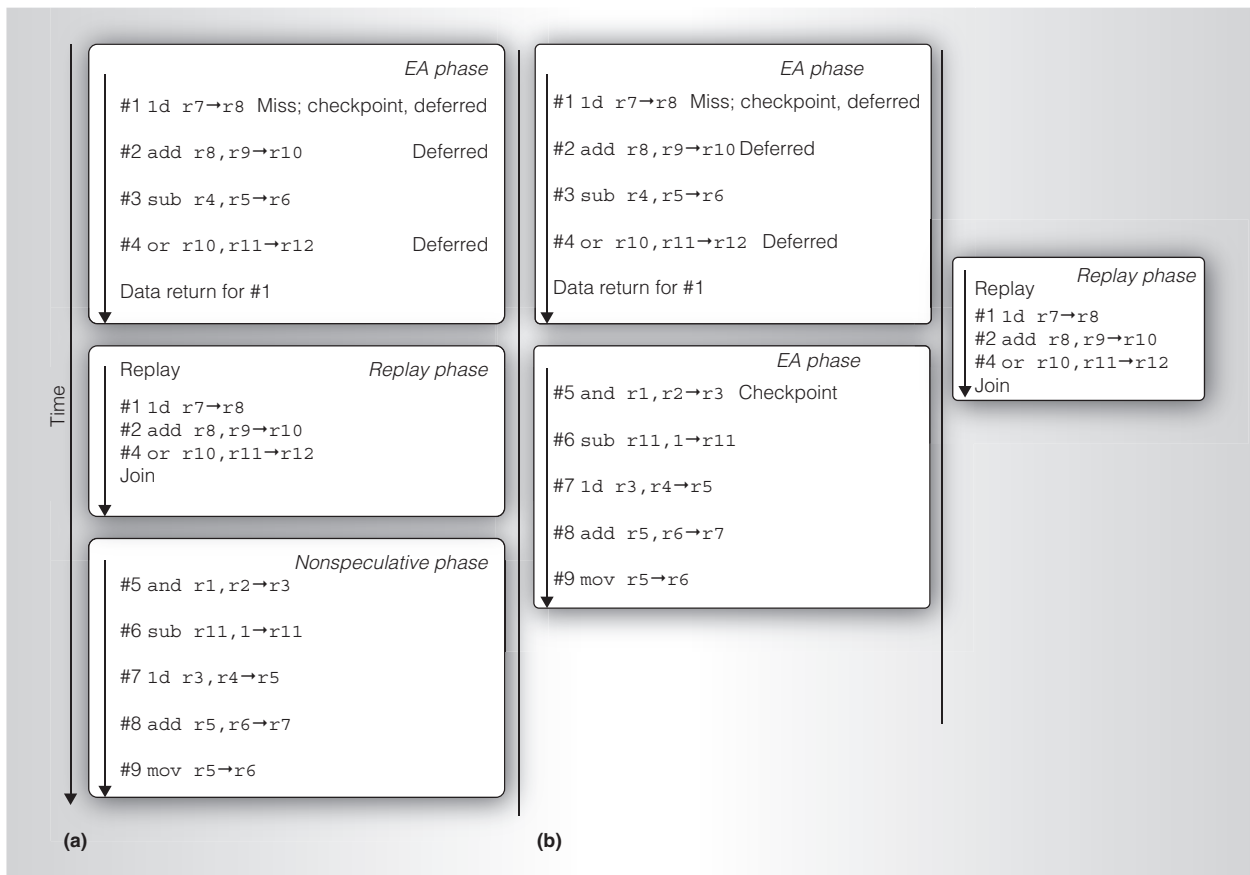 Time
EA phase
#1 ld r7→r8 Miss; checkpoint, deferred
#2 add r8,r9→r10 Deferred
#3 sub r4,r5→r6
#4 or r10,r11→r12 Deferred
Data return for #1
Replay Replay phase
#1 ld r7→r8
#2 add r8,r9→r10
#4 or r10,r11→r12
Join
Nonspeculative phase
#5 and r1,r2→r3
#6 sub r11,1→r11
#7 ld r3,r4→r5
#8 add r5,r6→r7
#9 mov r5→r6
(a)
EA phase
#1 ld r7→r8 Miss; checkpoint, deferred
#2 add r8,r9→r10 Deferred
#3 sub r4,r5→r6
#4 or r10,r11→r12 Deferred
Data return for #1
EA phase
#5 and r1,r2→r3 Checkpoint
#6 sub r11,1→r11
#7 ld r3,r4→r5
#8 add r5,r6→r7
#9 mov r5→r6
Replay phase
Replay
#1 ld r7→r8
#2 add r8,r9→r10
#4 or r10,r11→r12
Join
(b)